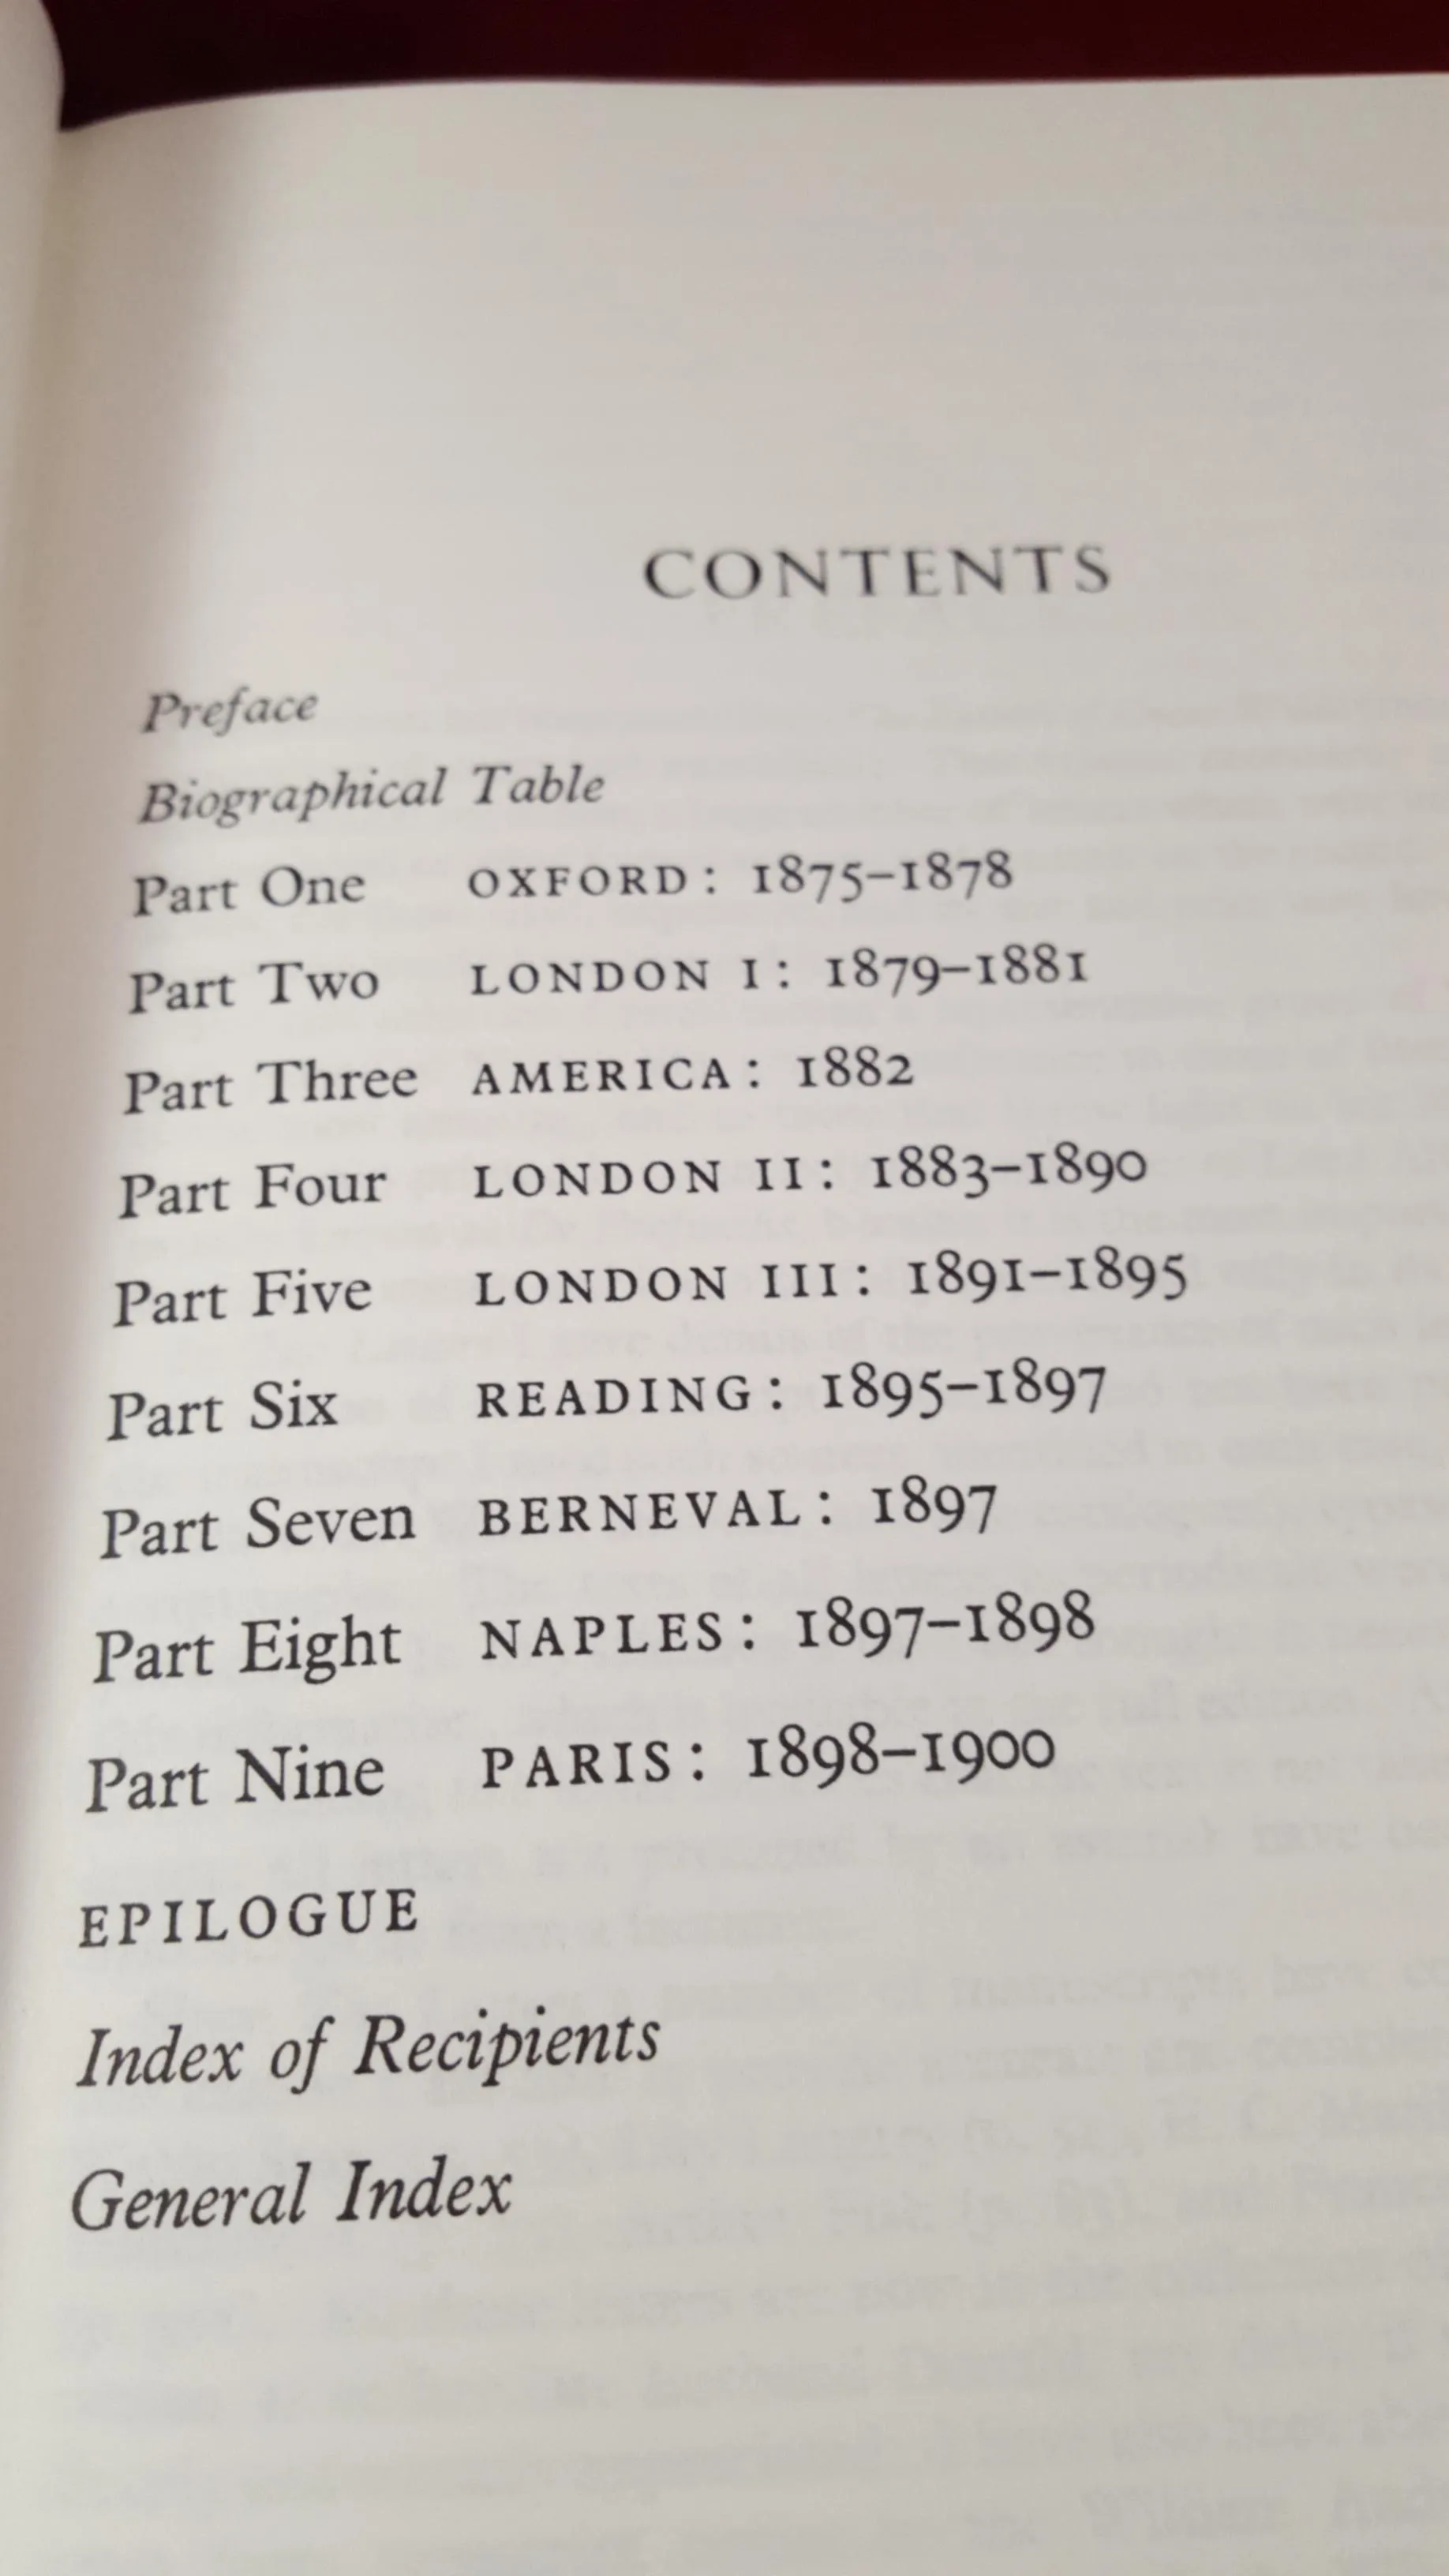 CONTENTS
Preface
Biographical Table
Part One OXFORD: 1875–1878
Part Two LONDON I: 1879–1881
Part Three AMERICA: 1882
Part Four LONDON II: 1883–1890
Part Five LONDON III: 1891–1895
Part Six READING: 1895–1897
Part Seven BERNEVAL: 1897
Part Eight NAPLES: 1897–1898
Part Nine PARIS: 1898–1900
EPILOGUE
Index of Recipients
General Index